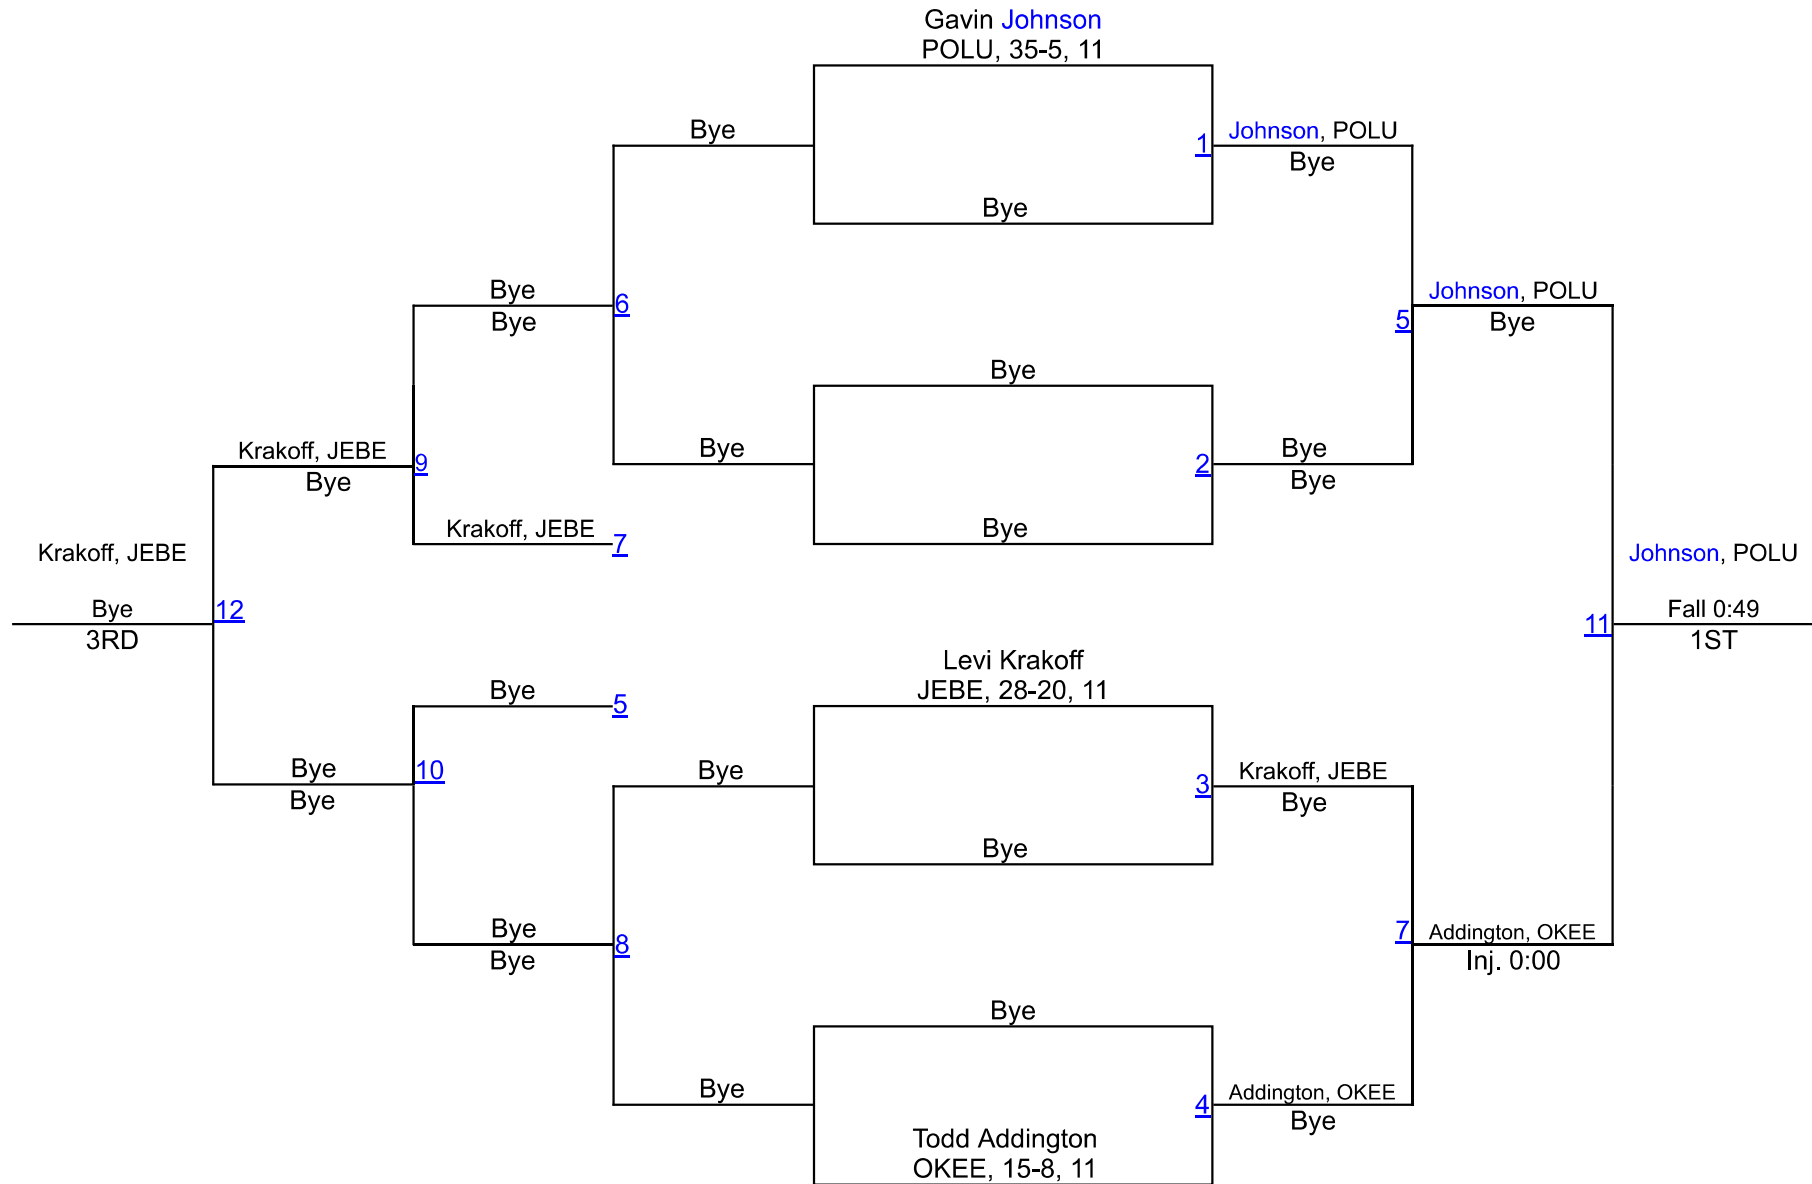 Gavin Johnson
POLU, 35-5, 11
Bye
1
Johnson, POLU
Bye
Bye
Bye
Bye
6
Johnson, POLU
Bye
5
Bye
Bye
2
Bye
Bye
Bye
Krakoff, JEBE
Bye
9
Krakoff, JEBE
7
Krakoff, JEBE
Bye
3RD
12
Johnson, POLU
Fall 0:49
1ST
11
Levi Krakoff
JEBE, 28-20, 11
Bye
5
Bye
Bye
10
Bye
3
Krakoff, JEBE
Bye
Bye
Bye
Bye
8
7
Addington, OKEE
Inj. 0:00
Bye
Bye
4
Addington, OKEE
Bye
Todd Addington
OKEE, 15-8, 11